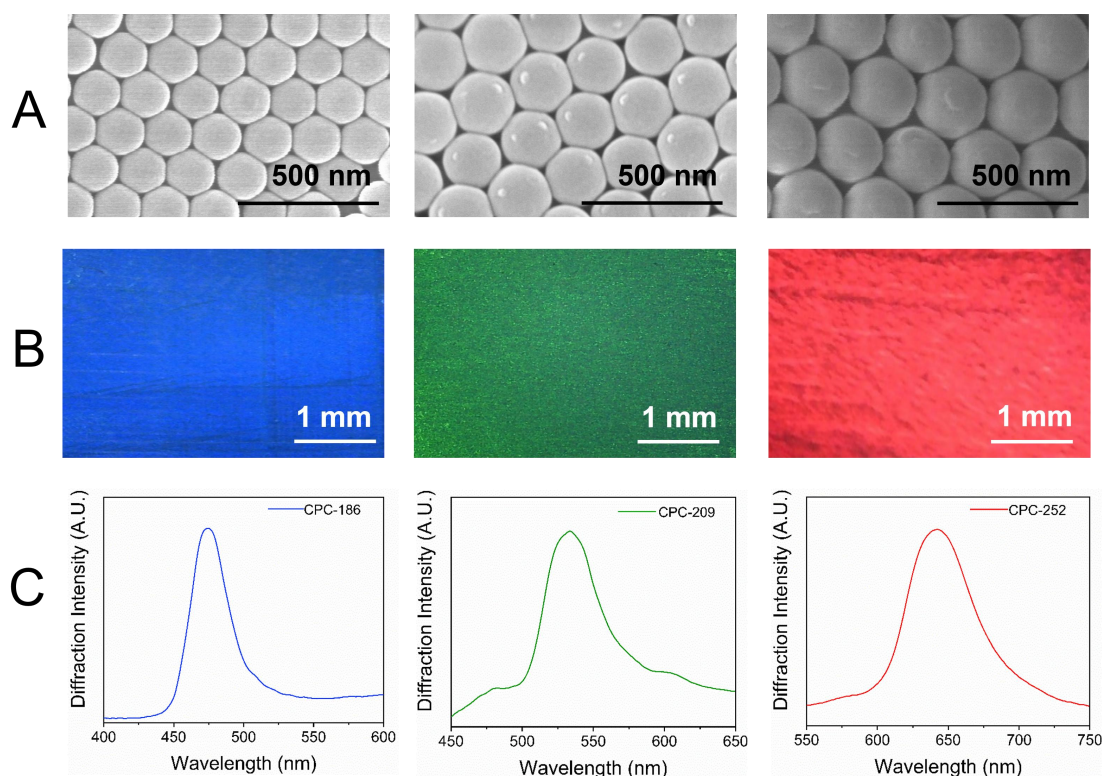 A
500 nm
500 nm
500 nm
B
1 mm
1 mm
1 mm
C
Diffraction Intensity (A.U.)
CPC-186
400 450 500 550 600
Wavelength (nm)
Diffraction Intensity (A.U.)
CPC-209
450 500 550 600 650
Wavelength (nm)
Diffraction Intensity (A.U.)
CPC-252
550 600 650 700 750
Wavelength (nm)